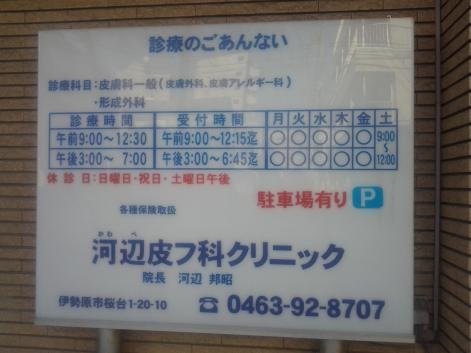 診療のごあんない
診療科目：皮膚科一般（皮膚外科、皮膚アレルギー科）
・形成外科
診療時間 受付時間 月 火 水 木 金 土
午前9:00～12:30 午前9:00～12:15迄 ○ ○ ○ ○ ○ 9:00～12:00
午後3:00～ 7:00 午後3:00～ 6:45迄 ○ ○ ○ ○ ○
休診日：日曜日・祝日・土曜日午後
駐車場有り P
各種保険取扱
かわべ
河辺皮フ科クリニック
院長 河辺 邦昭
伊勢原市桜台1-20-10 ☎ 0463-92-8707